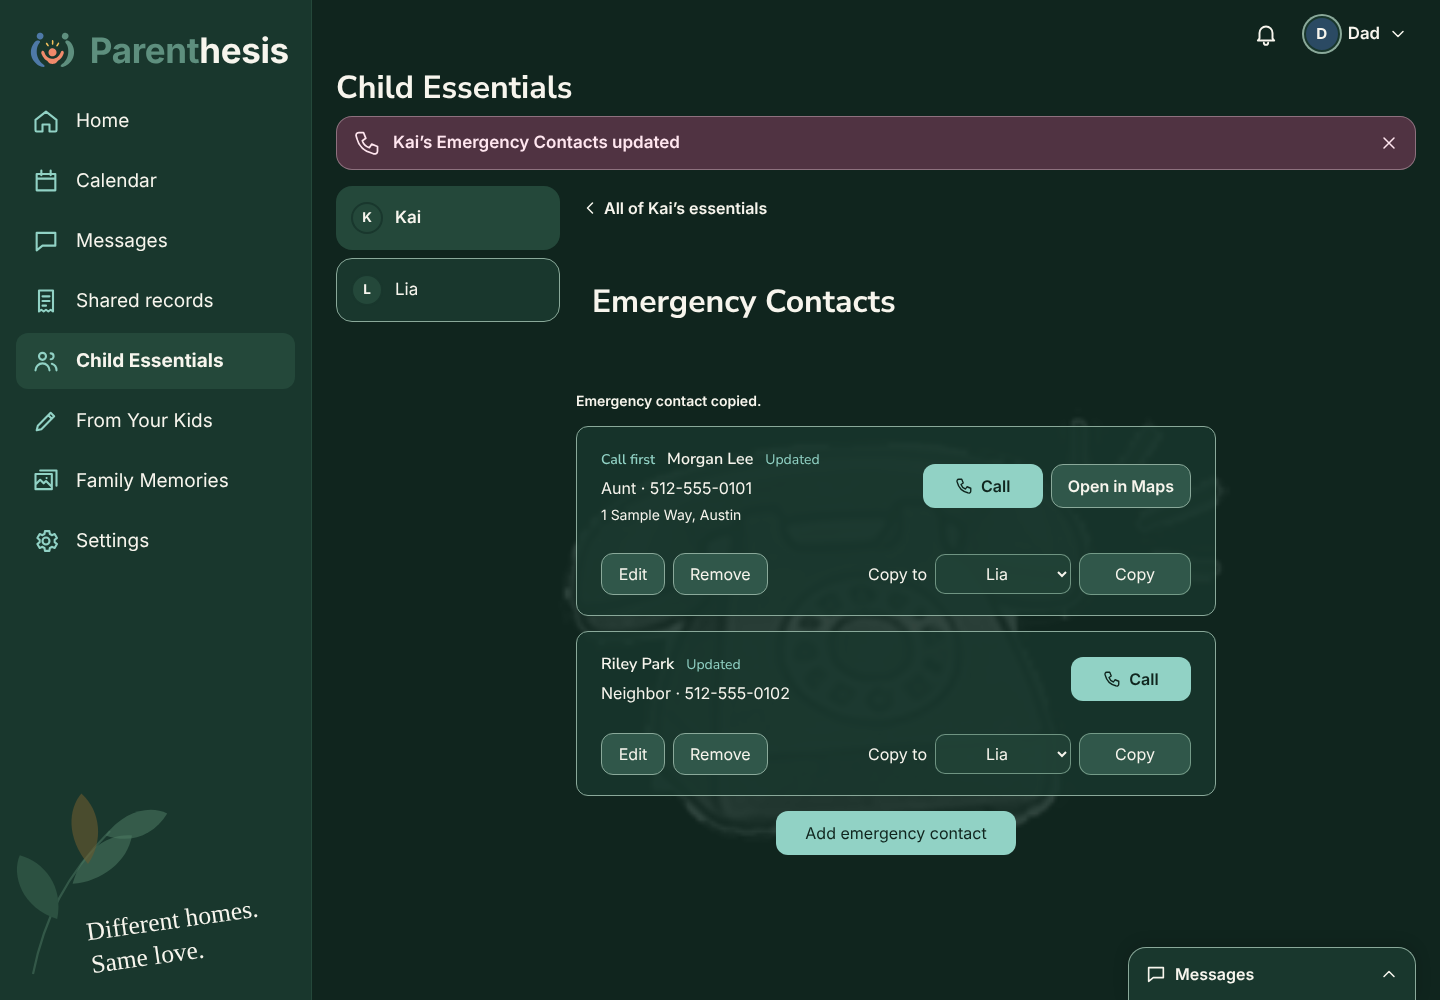 Parenthesis
Home
Calendar
Messages
Shared records
Child Essentials
From Your Kids
Family Memories
Settings
Different homes.
Same love.
D Dad
Child Essentials
Kai’s Emergency Contacts updated
K Kai
L Lia
All of Kai’s essentials
Emergency Contacts
Emergency contact copied.
Call first Morgan Lee Updated
Aunt · 512-555-0101
1 Sample Way, Austin
Call Open in Maps
Edit Remove Copy to Lia Copy
Riley Park Updated
Neighbor · 512-555-0102
Call
Edit Remove Copy to Lia Copy
Add emergency contact
Messages